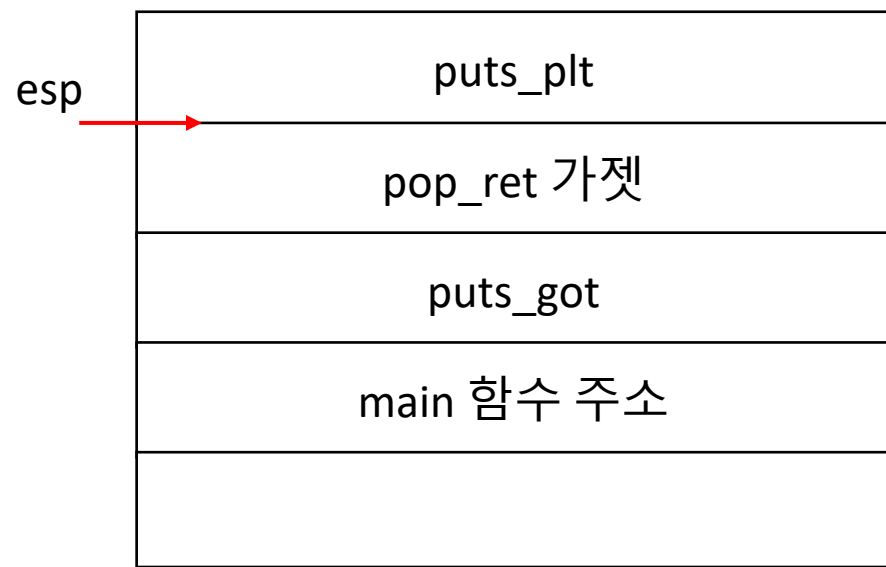 puts_plt
esp
pop_ret 가젯
puts_got
main 함수 주소